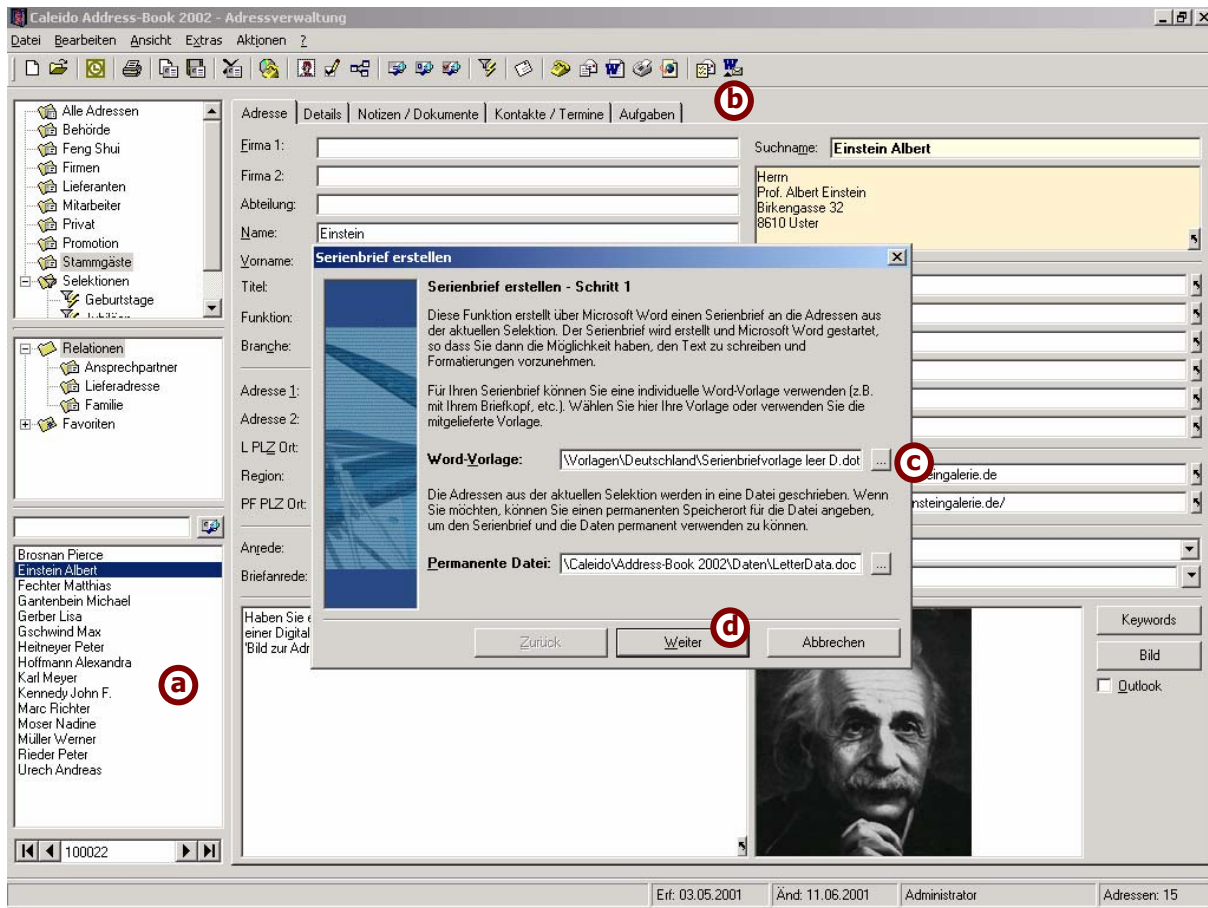 Caleido Address-Book 2002 - Adressverwaltung
Datei Bearbeiten Ansicht Extras Aktionen ?
b
Alle Adressen
Behörde
Feng Shui
Firmen
Lieferanten
Mitarbeiter
Privat
Promotion
Stammgäste
Selektionen
Geburtstage
Relationen
Ansprechpartner
Lieferadresse
Familie
Favoriten
Brosnan Pierce
Einstein Albert
Fechter Matthias
Gantenbein Michael
Gerber Lisa
Gschwind Max
Heitneyer Peter
Hoffmann Alexandra
Karl Meyer
Kennedy John F.
Marc Richter
Moser Nadine
Müller Werner
Rieder Peter
Urech Andreas
a
100022
Adresse Details Notizen / Dokumente Kontakte / Termine Aufgaben
Firma 1:
Firma 2:
Abteilung:
Name: Einstein
Vorname:
Titel:
Funktion:
Branche:
Adresse 1:
Adresse 2:
L PLZ Ort:
Region:
PF PLZ Ort:
Anrede:
Briefanrede:
Suchname: Einstein Albert
Herrn
Prof. Albert Einstein
Birkengasse 32
8610 Uster
Serienbrief erstellen
Serienbrief erstellen - Schritt 1
Diese Funktion erstellt über Microsoft Word einen Serienbrief an die Adressen aus
der aktuellen Selektion. Der Serienbrief wird erstellt und Microsoft Word gestartet,
so dass Sie dann die Möglichkeit haben, den Text zu schreiben und
Formatierungen vorzunehmen.
Für Ihren Serienbrief können Sie eine individuelle Word-Vorlage verwenden (z.B.
mit Ihrem Briefkopf, etc.). Wählen Sie hier Ihre Vorlage oder verwenden Sie die
mitgelieferte Vorlage.
Word-Vorlage: \Vorlagen\Deutschland\Serienbriefvorlage leer D.dot ...
c
Die Adressen aus der aktuellen Selektion werden in eine Datei geschrieben. Wenn
Sie möchten, können Sie einen permanenten Speicherort für die Datei angeben,
um den Serienbrief und die Daten permanent verwenden zu können.
Permanente Datei: \Caleido\Address-Book 2002\Daten\LetterData.doc ...
Zurück Weiter Abbrechen
d
eingalerie.de
nsteingalerie.de/
Haben Sie
einer Digital
'Bild zur Adr
Keywords
Bild
Outlook
Erf: 03.05.2001 Änd: 11.06.2001 Administrator Adressen: 15